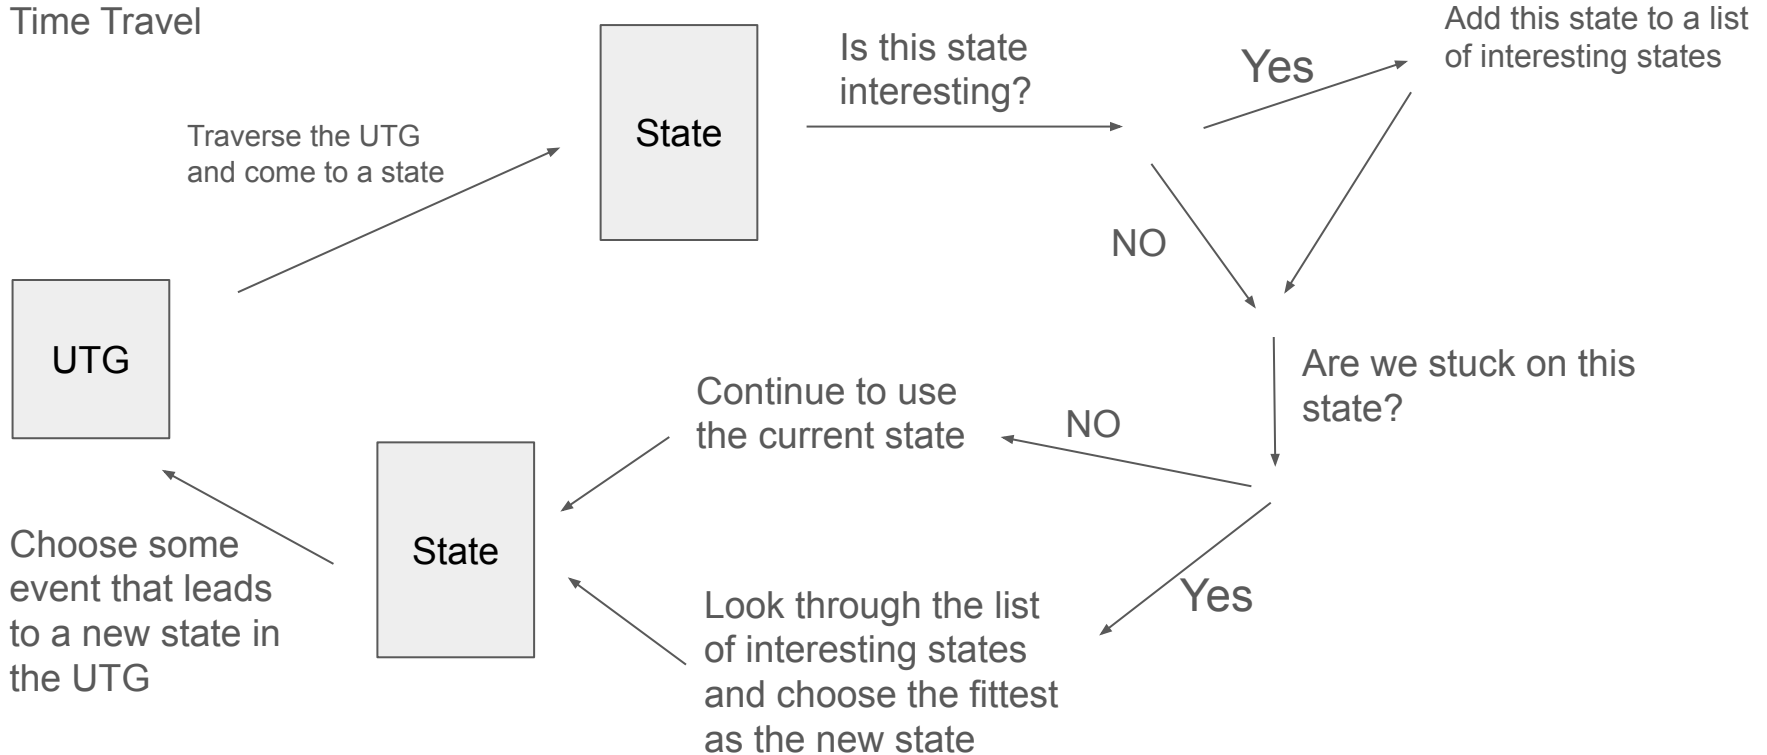 Time Travel
Traverse the UTG
and come to a state
State
Is this state
interesting?
Yes
Add this state to a list
of interesting states
NO
Are we stuck on this
state?
NO
Continue to use
the current state
Yes
Look through the list
of interesting states
and choose the fittest
as the new state
State
Choose some
event that leads
to a new state in
the UTG
UTG